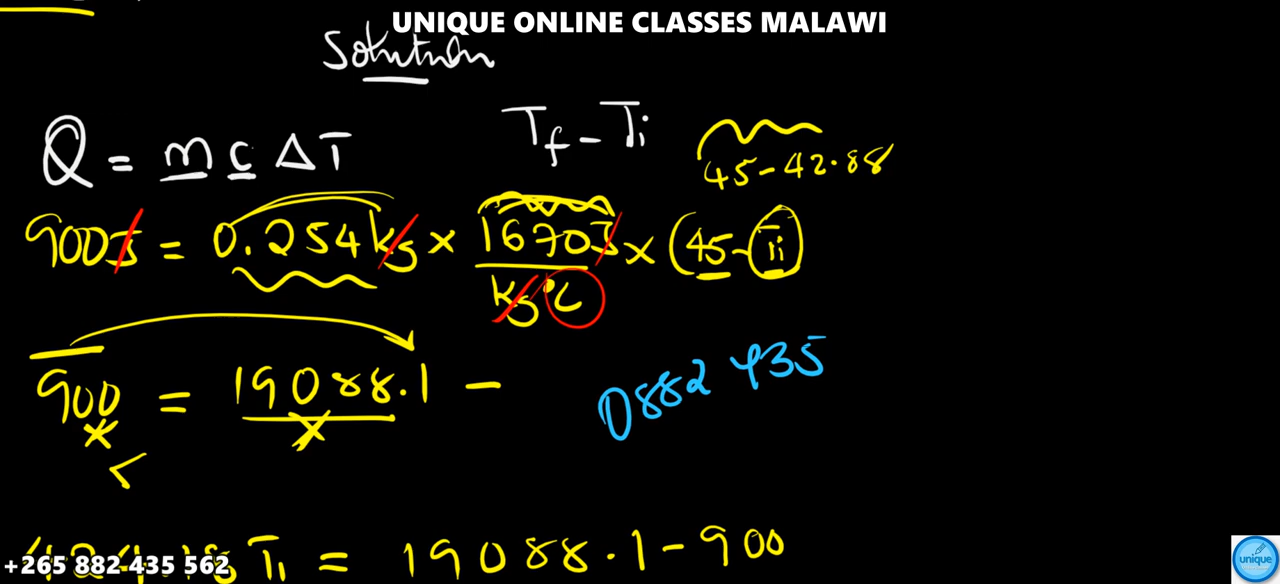 UNIQUE ONLINE CLASSES MALAWI
Solution
Q = m c ΔT
Tf - Ti
45-42.88
900J = 0.254kg × 1670J/kg°C × (45-Ti)
900 = 19088.1 -
0882 435
Ti = 19088.1 - 900
+265 882 435 562
unique